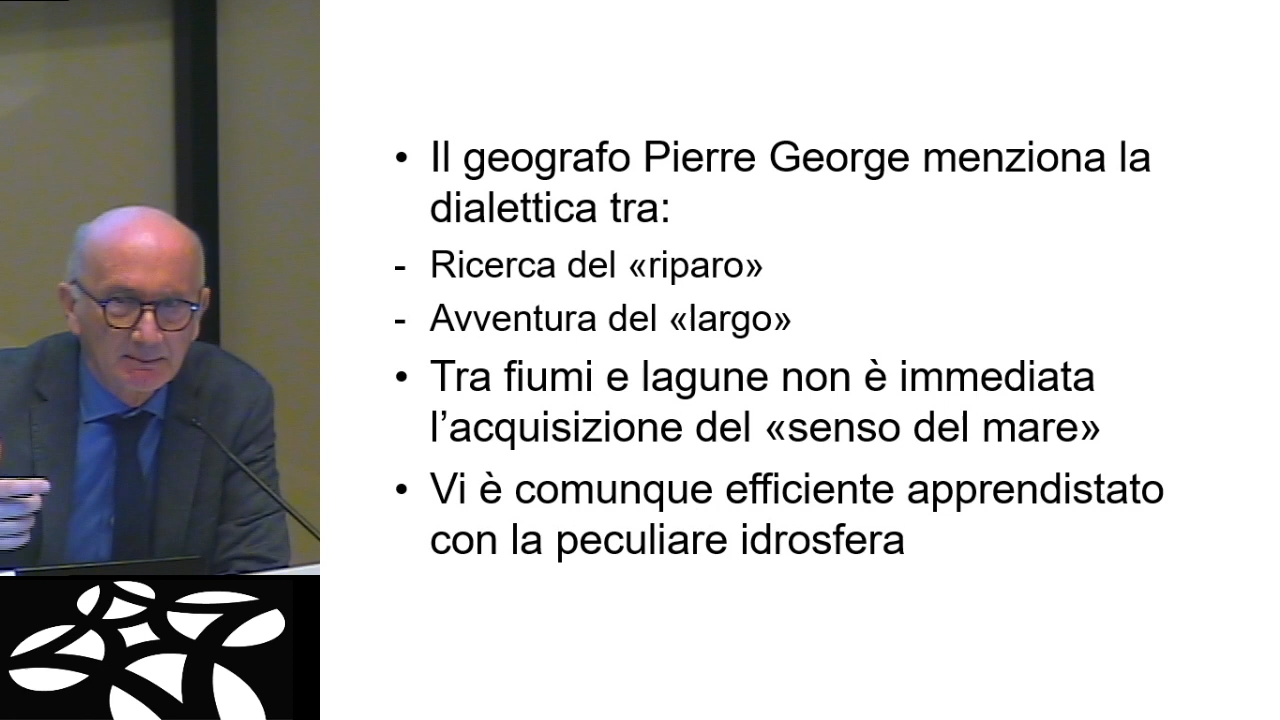 • Il geografo Pierre George menziona la
dialettica tra:
- Ricerca del «riparo»
- Avventura del «largo»
• Tra fiumi e lagune non è immediata
l’acquisizione del «senso del mare»
• Vi è comunque efficiente apprendistato
con la peculiare idrosfera